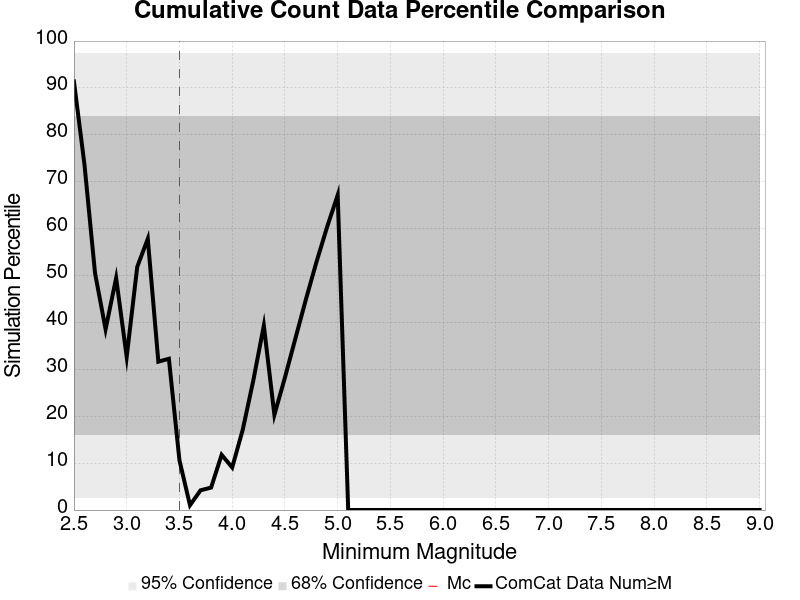 Cumulative Count Data Percentile Comparison
100
90
80
70
60
50
40
30
20
10
0
Simulation Percentile
2.5 3.0 3.5 4.0 4.5 5.0 5.5 6.0 6.5 7.0 7.5 8.0 8.5 9.0
Minimum Magnitude
95% Confidence 68% Confidence Mc ComCat Data Num≥M